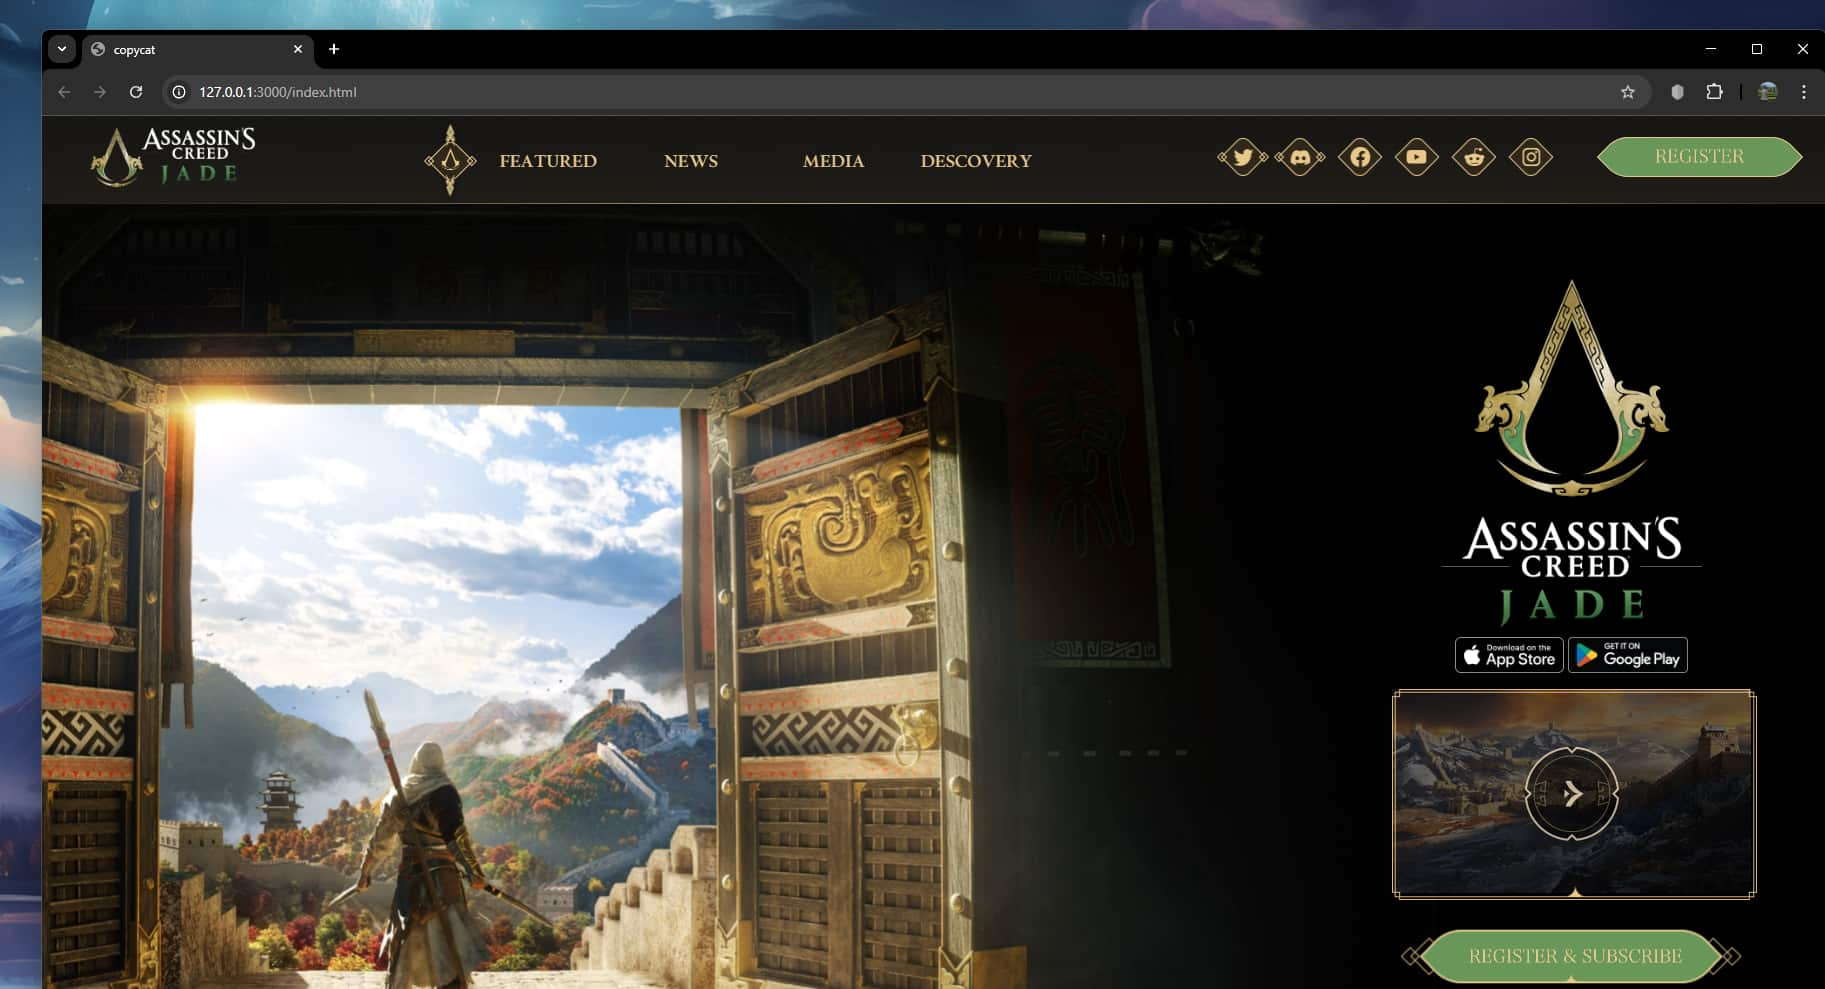 copycat
127.0.0.1:3000/index.html
ASSASSIN'S
CREED
JADE
FEATURED
NEWS
MEDIA
DESCOVERY
REGISTER
ASSASSIN'S
CREED
JADE
Download on the
App Store
GET IT ON
Google Play
REGISTER & SUBSCRIBE